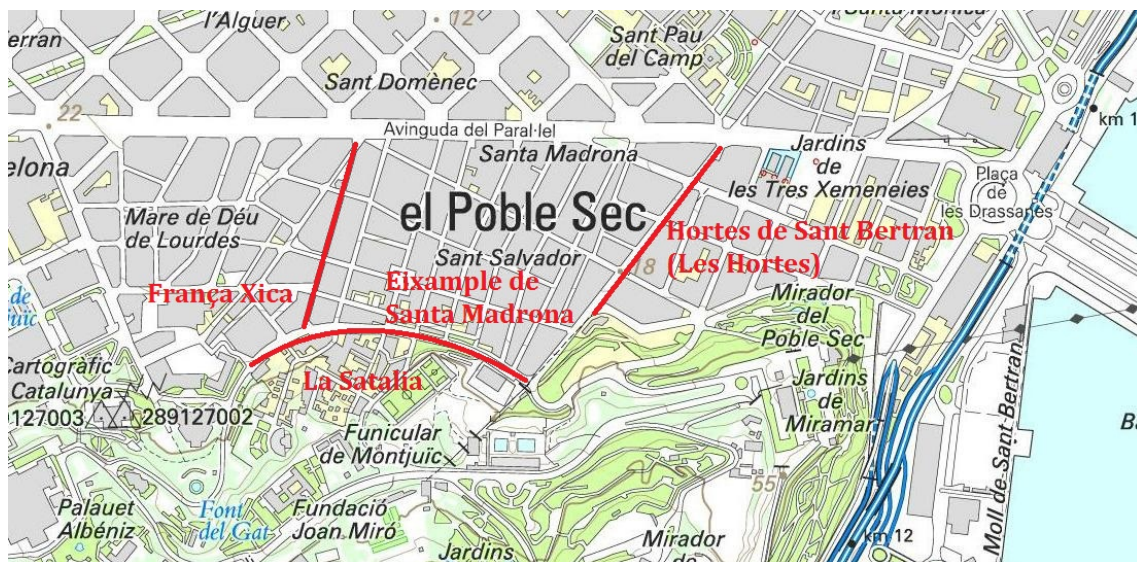 l'Alguer
12
Santa Mònica
erran
Sant Pau
del Camp
Sant Domènec
22
km 1
Avinguda del Paral·lel
elona
Santa Madrona
Jardins
de
les Tres Xemeneies
Plaça
de
les Drassanes
el Poble Sec
Mare de Déu
de Lourdes
Hortes de Sant Bertran
(Les Hortes)
Sant Salvador
18
França Xica
Eixample de
Santa Madrona
Mirador
del
Poble Sec
de
juïc
Cartogràfic
Catalunya
La Satalia
127003
289127002
Jardins
de
Miramar
Funicular
de Montjuïc
Moll de Sant Bertran
Ba
Palauet
Albéniz
Font
del Gat
Fundació
Joan Miró
55
Jardins
Mirador
de
km 12